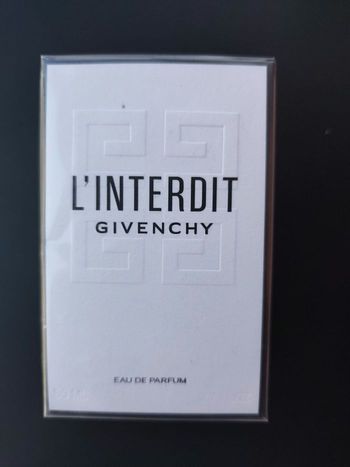 L'INTERDIT
GIVENCHY
EAU DE PARFUM